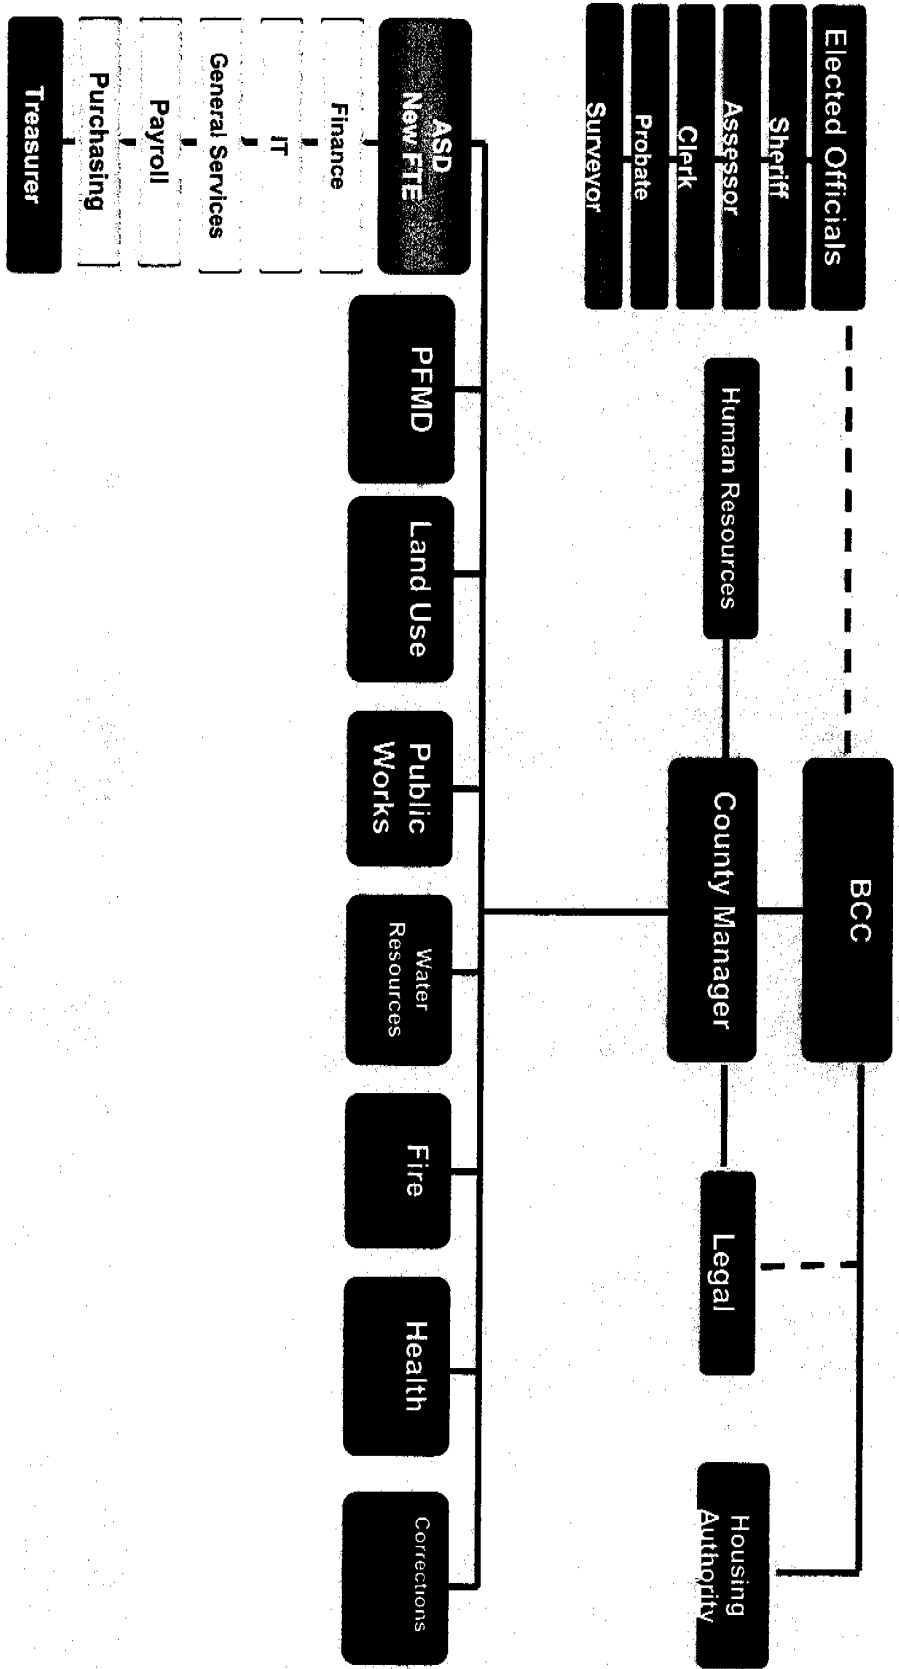 Elected Officials
Sheriff
Assessor
Clerk
Probate
Surveyor
BCC
Human Resources
County Manager
Legal
Housing
Authority
ASD
New FTE
Finance
IT
General Services
Payroll
Purchasing
Treasurer
PFMD
Land Use
Public
Works
Water
Resources
Fire
Health
Corrections